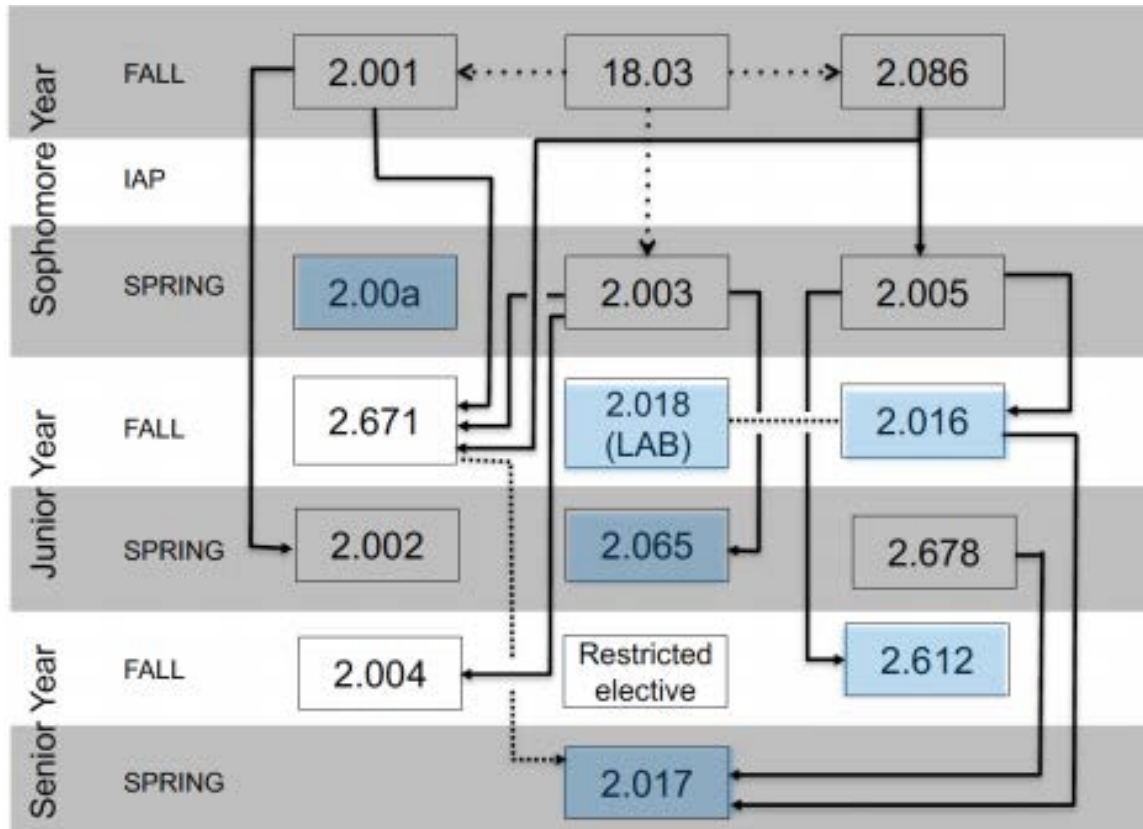 Sophomore Year
FALL
2.001
18.03
2.086
IAP
SPRING
2.00a
2.003
2.005
Junior Year
FALL
2.671
2.018
(LAB)
2.016
SPRING
2.002
2.065
2.678
Senior Year
FALL
2.004
Restricted
elective
2.612
SPRING
2.017